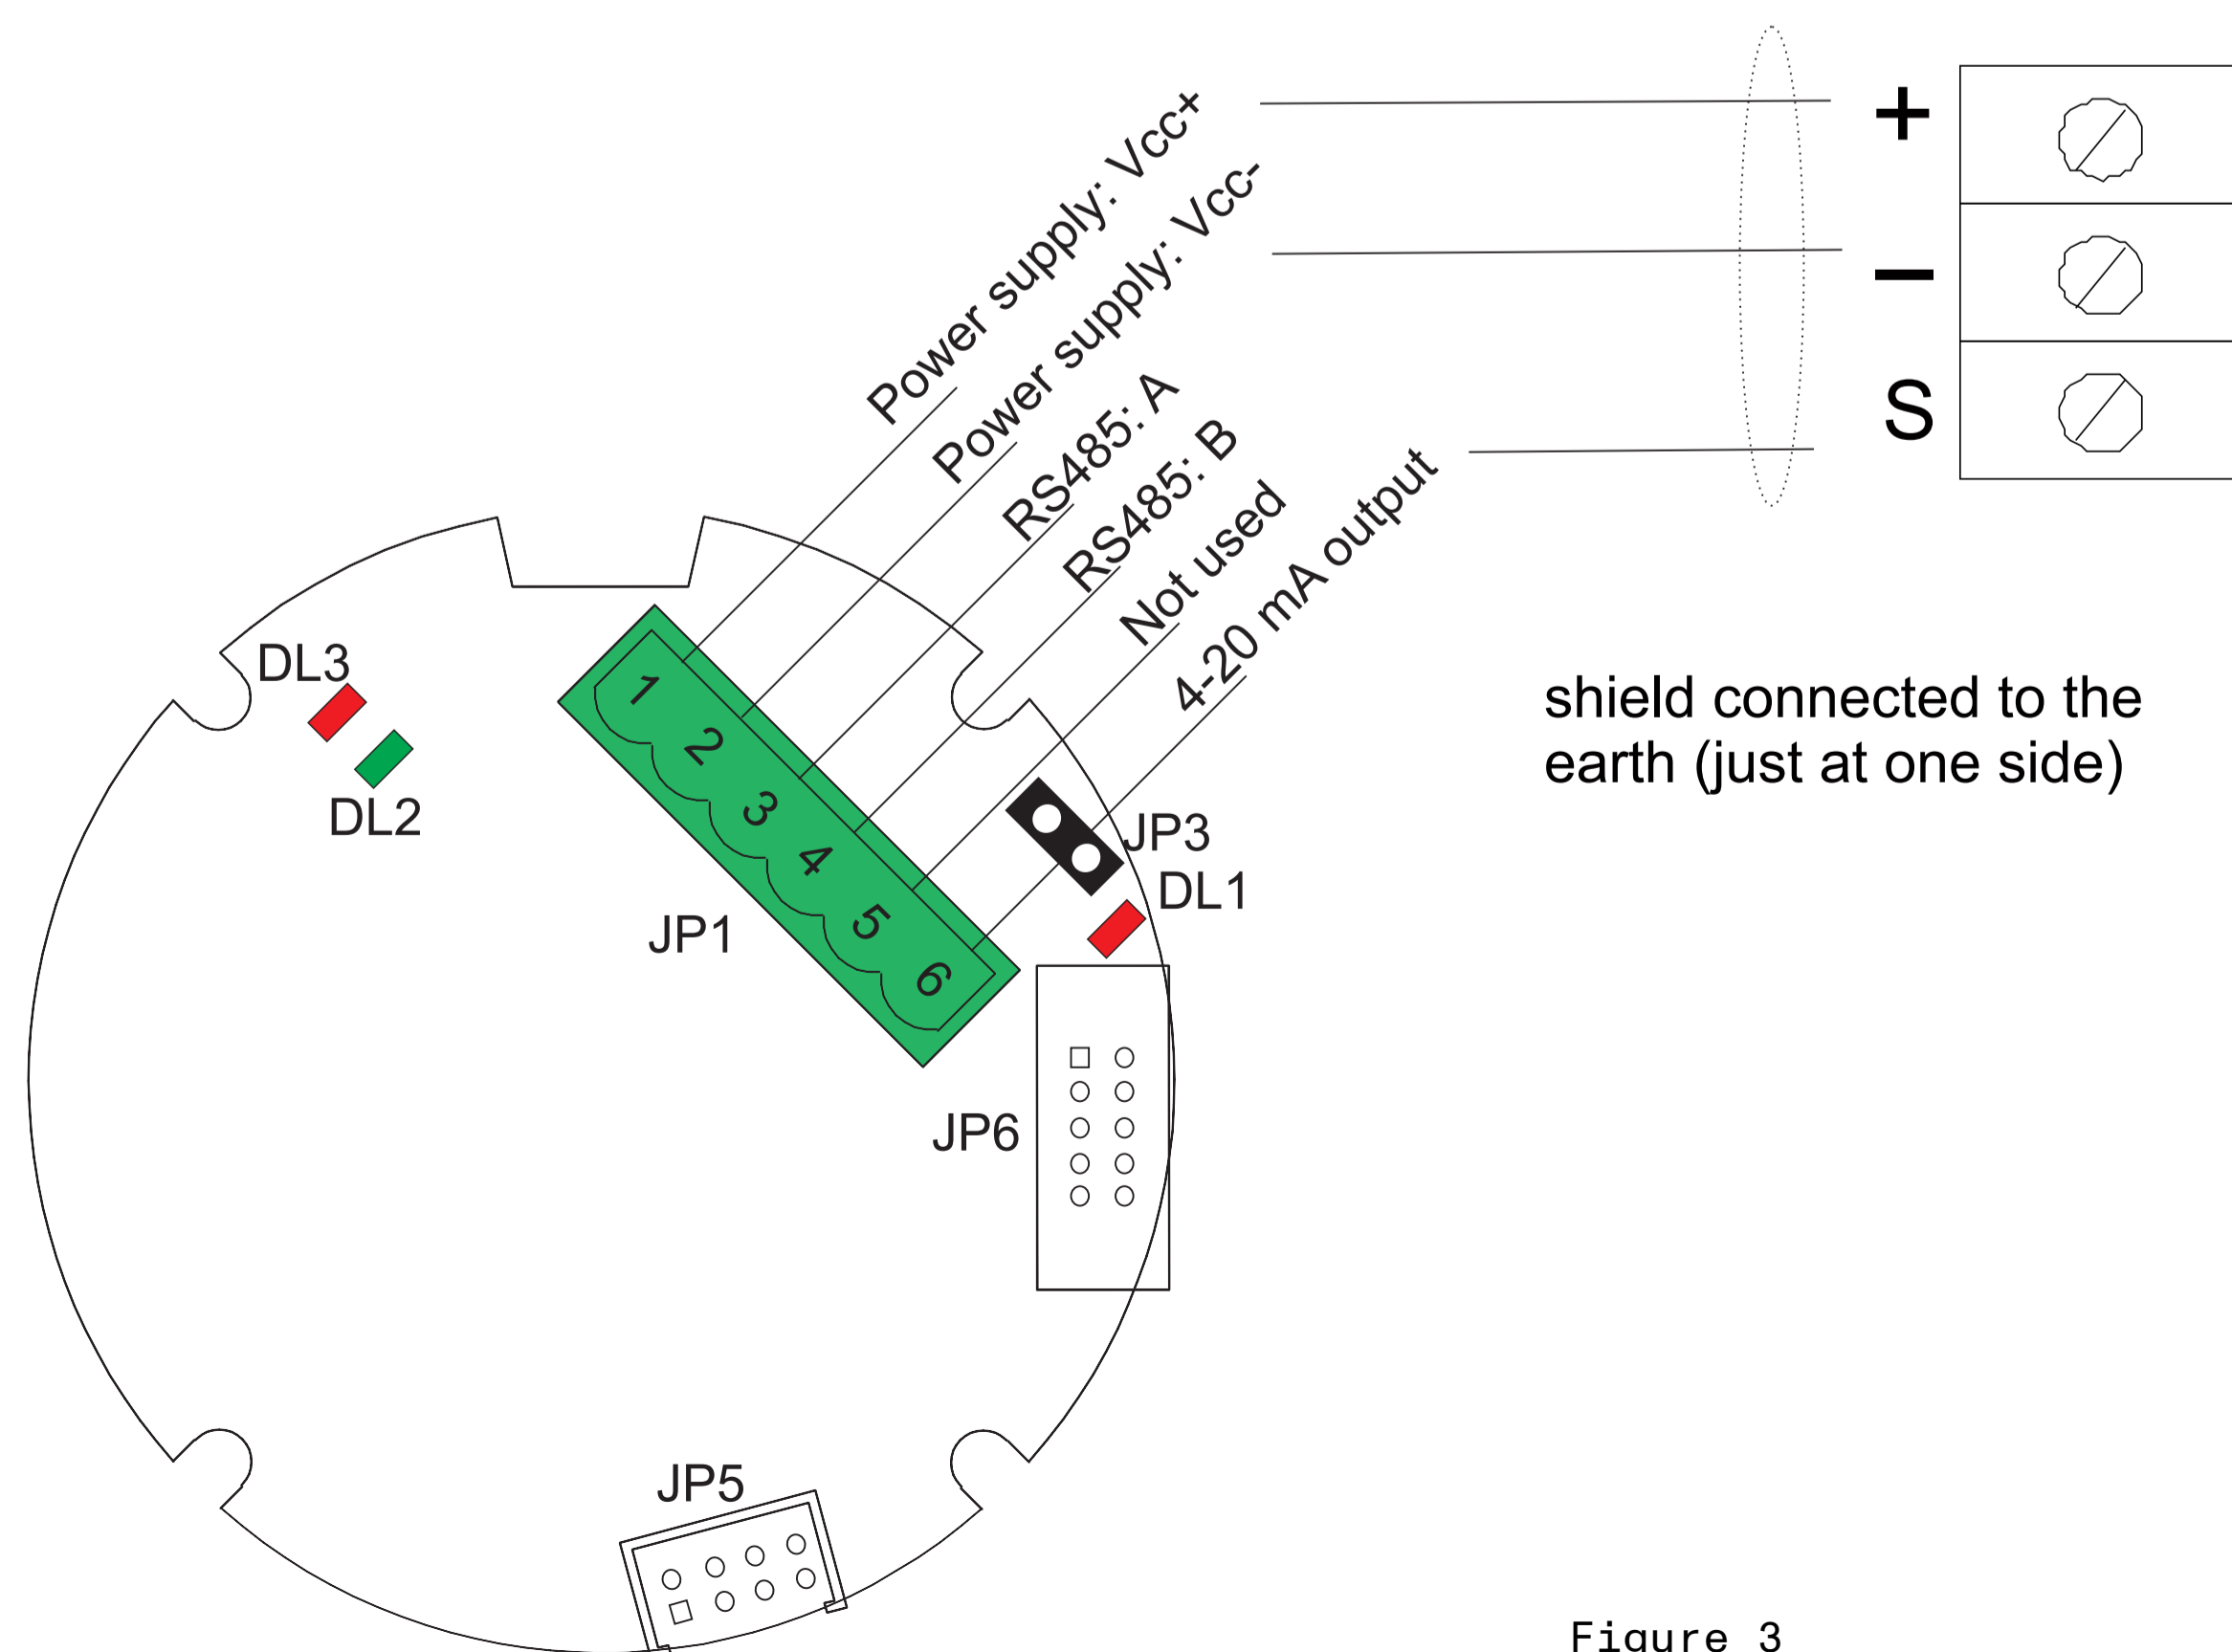 Power supply: Vcc+
Power supply: Vcc-
RS485: A
RS485: B
Not used
4-20 mA output
+
−
S
DL3
DL2
1
2
3
4
5
6
JP1
JP3
DL1
shield connected to the
earth (just at one side)
JP6
JP5
Figure 3